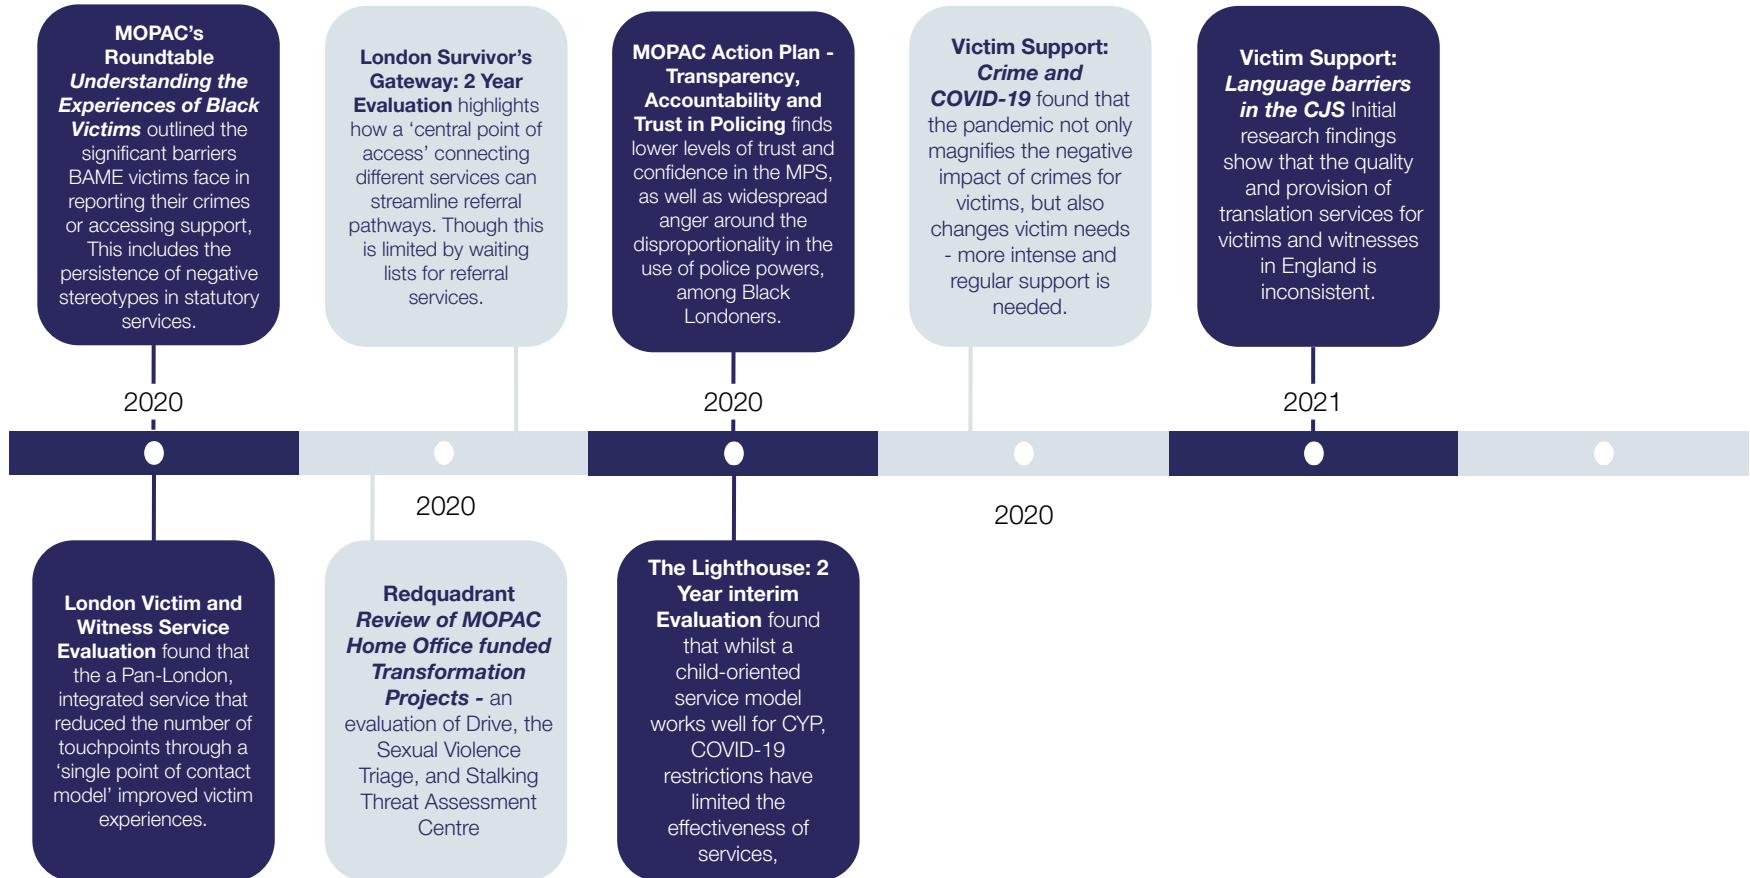 MOPAC's
Roundtable
Understanding the
Experiences of Black
Victims outlined the
significant barriers
BAME victims face in
reporting their crimes
or accessing support,
This includes the
persistence of negative
stereotypes in statutory
services.
London Survivor's
Gateway: 2 Year
Evaluation highlights
how a 'central point of
access' connecting
different services can
streamline referral
pathways. Though this
is limited by waiting
lists for referral
services.
MOPAC Action Plan -
Transparency,
Accountability and
Trust in Policing finds
lower levels of trust and
confidence in the MPS,
as well as widespread
anger around the
disproportionality in the
use of police powers,
among Black
Londoners.
Victim Support:
Crime and
COVID-19 found that
the pandemic not only
magnifies the negative
impact of crimes for
victims, but also
changes victim needs
- more intense and
regular support is
needed.
Victim Support:
Language barriers
in the CJS Initial
research findings
show that the quality
and provision of
translation services for
victims and witnesses
in England is
inconsistent.
2020
2020
2021
2020
2020
London Victim and
Witness Service
Evaluation found that
the a Pan-London,
integrated service that
reduced the number of
touchpoints through a
'single point of contact
model' improved victim
experiences.
Redquadrant
Review of MOPAC
Home Office funded
Transformation
Projects - an
evaluation of Drive, the
Sexual Violence
Triage, and Stalking
Threat Assessment
Centre
The Lighthouse: 2
Year interim
Evaluation found
that whilst a
child-oriented
service model
works well for CYP,
COVID-19
restrictions have
limited the
effectiveness of
services,